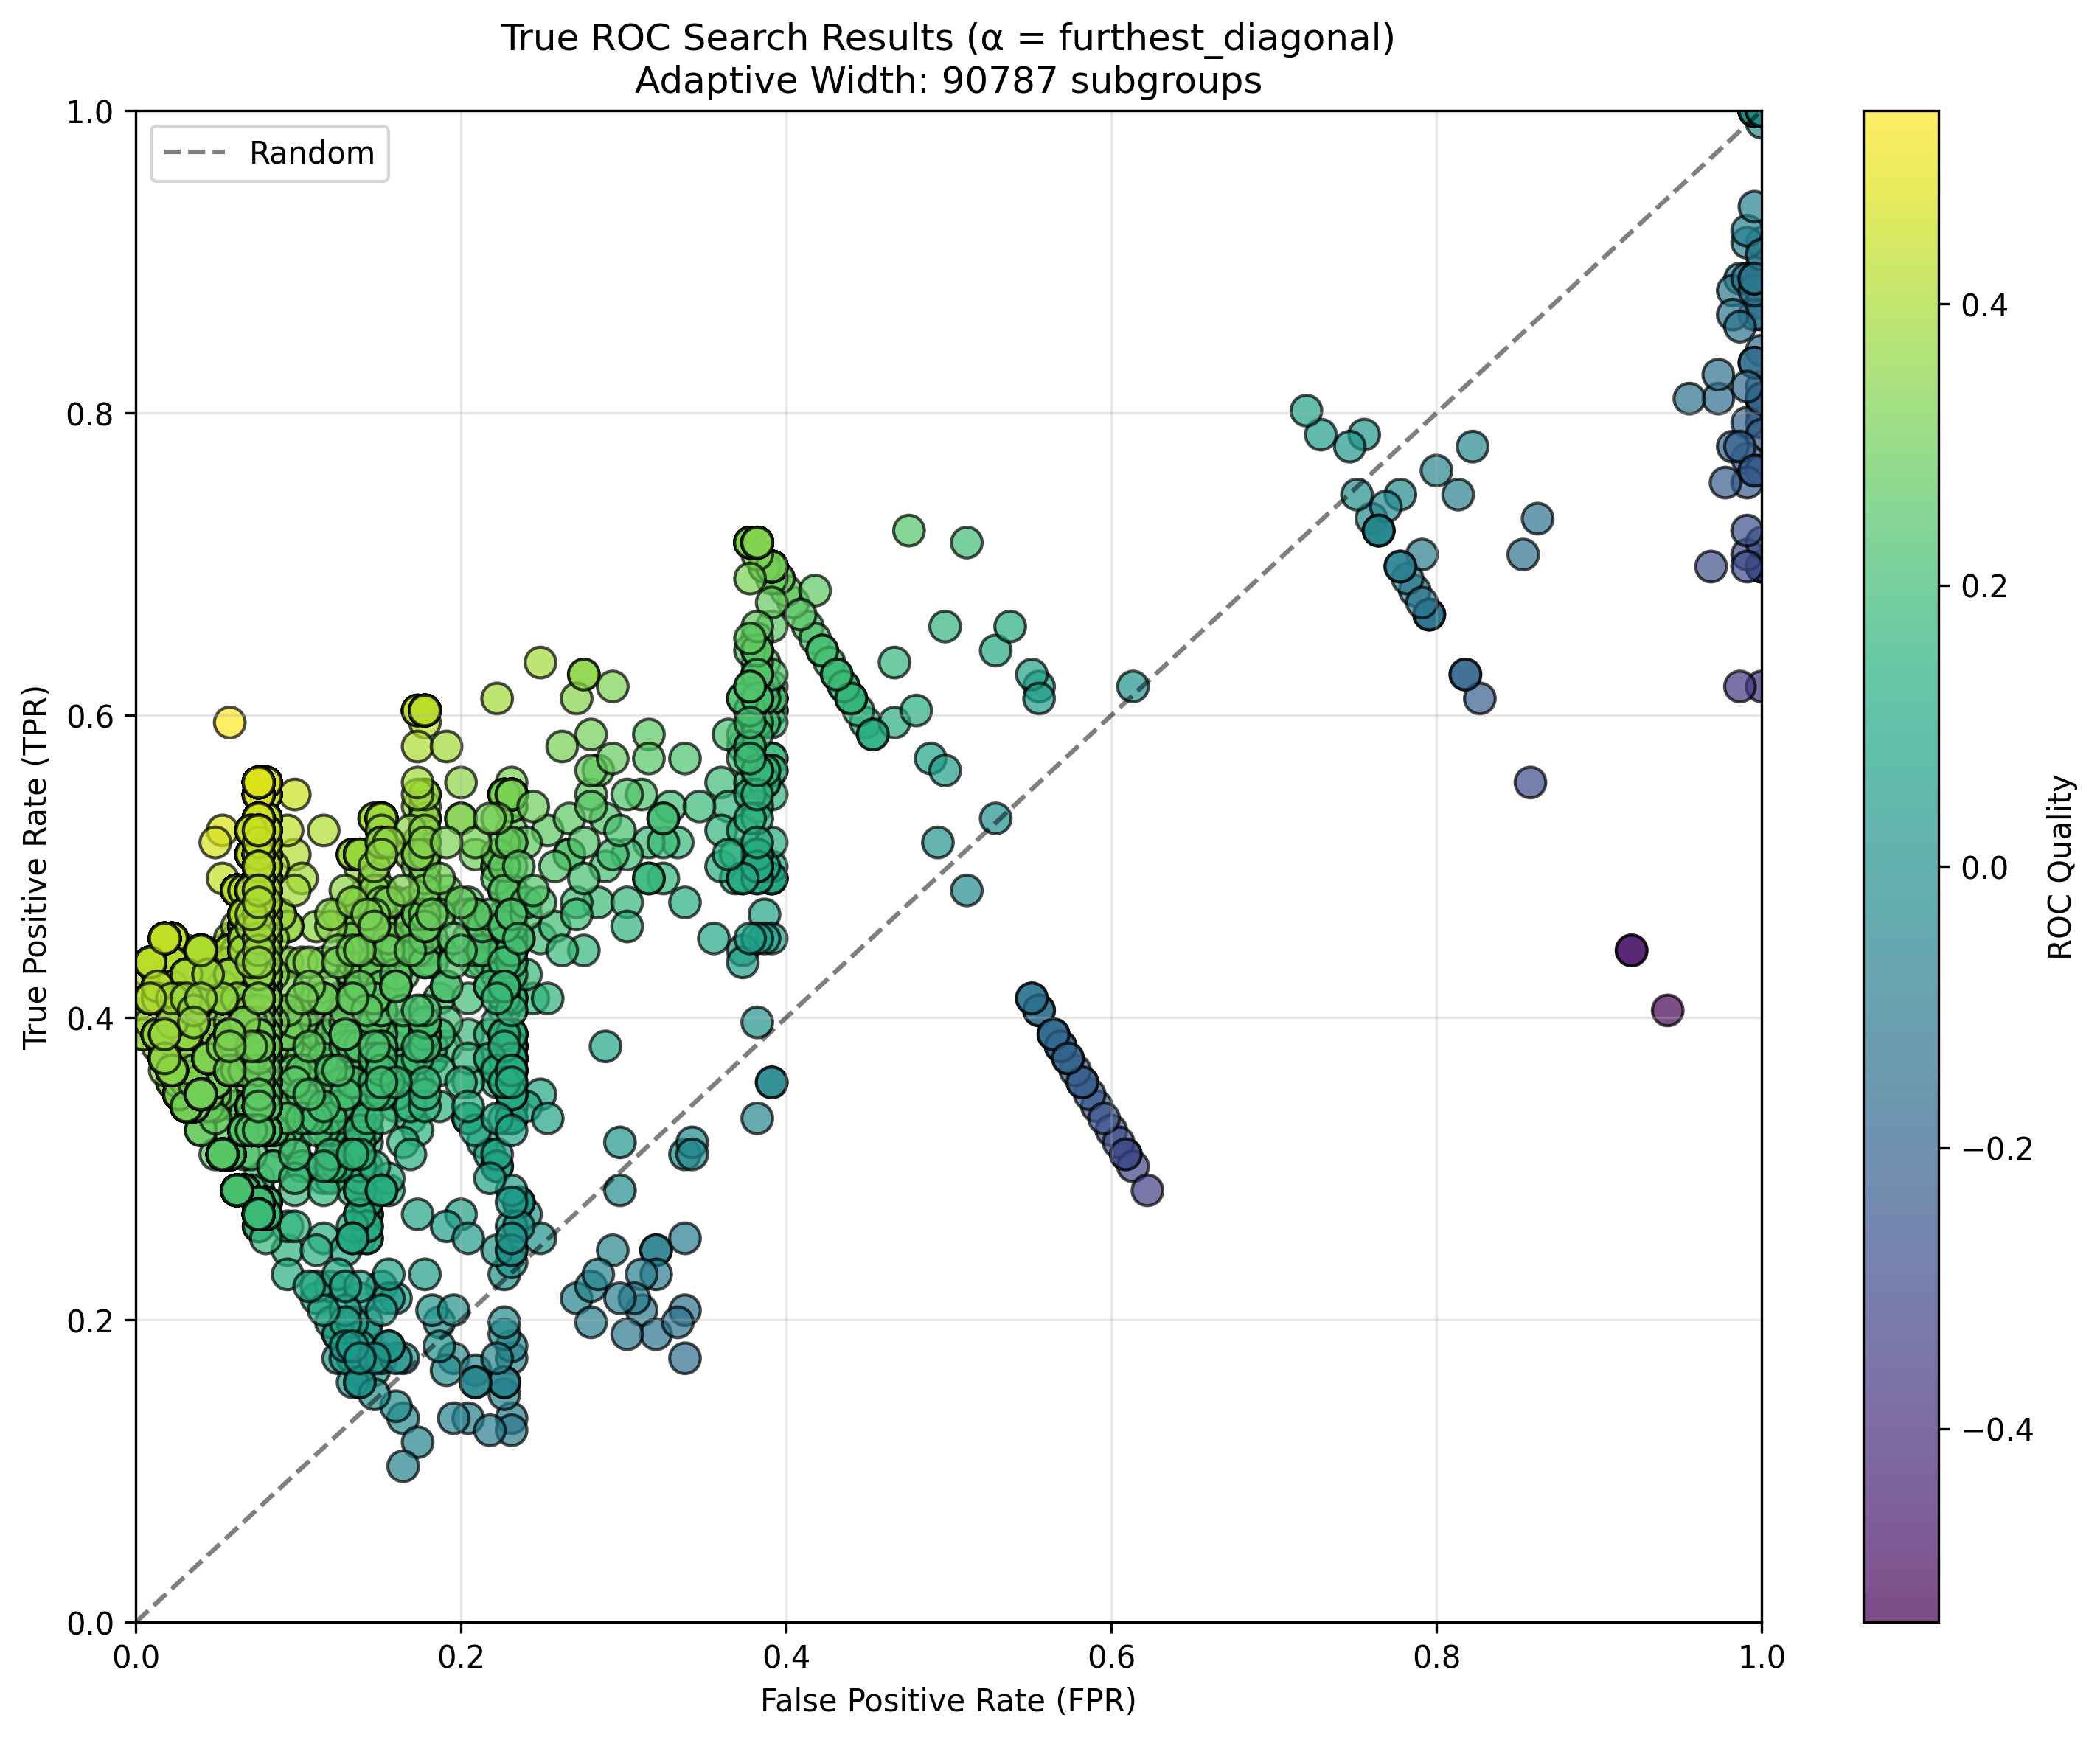 True ROC Search Results (α = furthest_diagonal)
Adaptive Width: 90787 subgroups
Random
True Positive Rate (TPR)
1.0
0.8
0.6
0.4
0.2
0.0
0.0
0.2
0.4
0.6
0.8
1.0
False Positive Rate (FPR)
0.4
0.2
0.0
−0.2
−0.4
ROC Quality